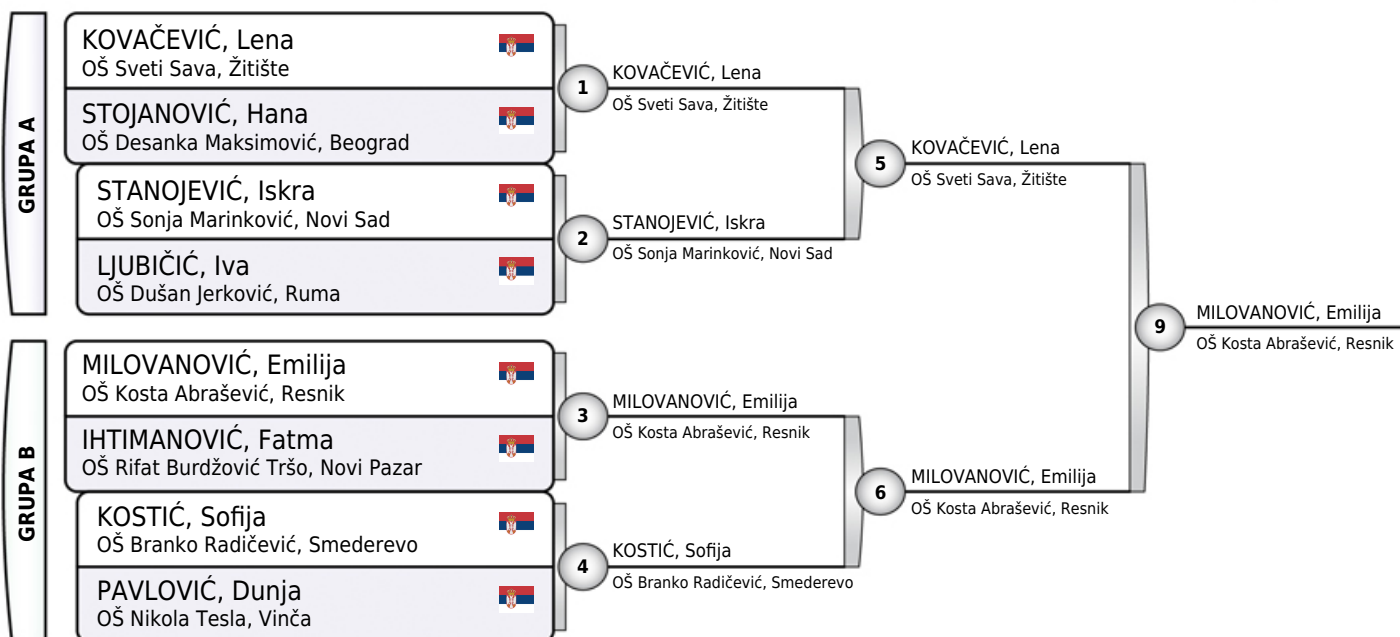 GRUPA A
KOVAČEVIĆ, Lena
OŠ Sveti Sava, Žitište
STOJANOVIĆ, Hana
OŠ Desanka Maksimović, Beograd
STANOJEVIĆ, Iskra
OŠ Sonja Marinković, Novi Sad
LJUBIČIĆ, Iva
OŠ Dušan Jerković, Ruma
GRUPA B
MILOVANOVIĆ, Emilija
OŠ Kosta Abrašević, Resnik
IHTIMANOVIĆ, Fatma
OŠ Rifat Burdžović Tršo, Novi Pazar
KOSTIĆ, Sofija
OŠ Branko Radičević, Smederevo
PAVLOVIĆ, Dunja
OŠ Nikola Tesla, Vinča
1
KOVAČEVIĆ, Lena
OŠ Sveti Sava, Žitište
2
STANOJEVIĆ, Iskra
OŠ Sonja Marinković, Novi Sad
3
MILOVANOVIĆ, Emilija
OŠ Kosta Abrašević, Resnik
4
KOSTIĆ, Sofija
OŠ Branko Radičević, Smederevo
5
KOVAČEVIĆ, Lena
OŠ Sveti Sava, Žitište
6
MILOVANOVIĆ, Emilija
OŠ Kosta Abrašević, Resnik
9
MILOVANOVIĆ, Emilija
OŠ Kosta Abrašević, Resnik